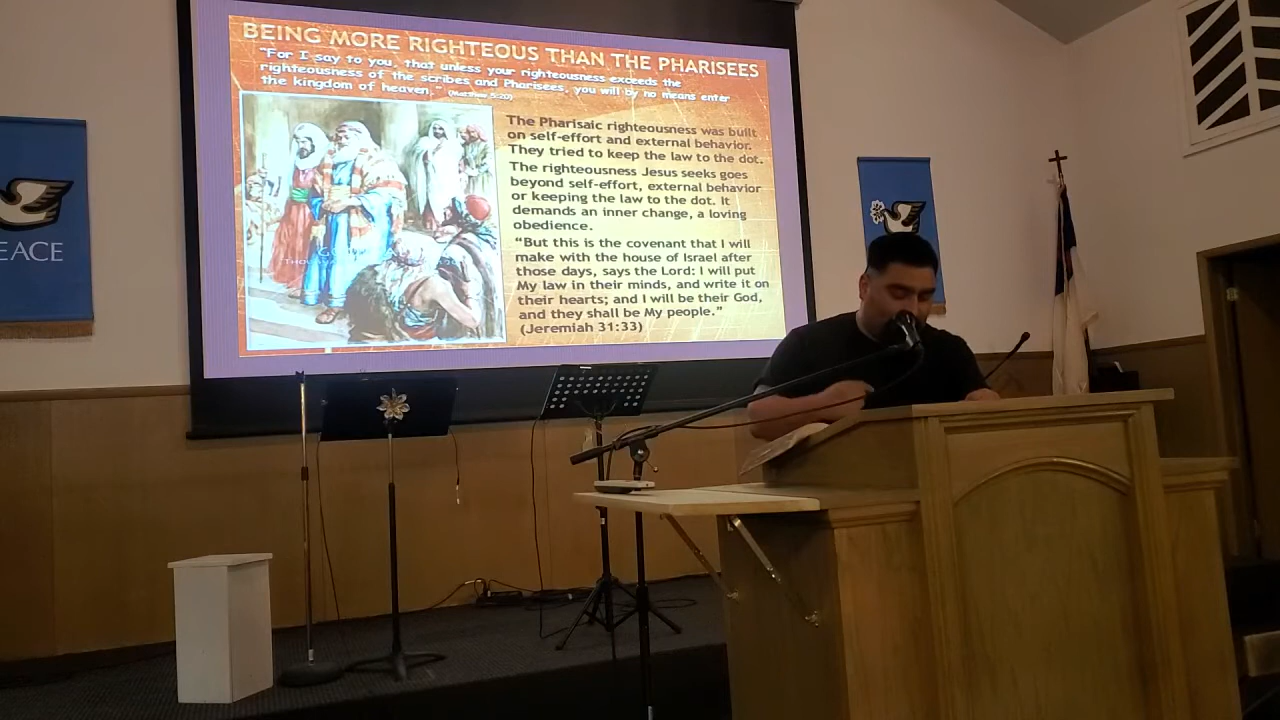 BEING MORE RIGHTEOUS THAN THE PHARISEES
"For I say to you, that unless your righteousness exceeds the
righteousness of the scribes and Pharisees, you will by no means enter
the kingdom of heaven." (Matthew 5:20)
The Pharisaic righteousness was built
on self-effort and external behavior.
They tried to keep the law to the dot.
The righteousness Jesus seeks goes
beyond self-effort, external behavior
or keeping the law to the dot. It
demands an inner change, a loving
obedience.
"But this is the covenant that I will
make with the house of Israel after
those days, says the Lord: I will put
My law in their minds, and write it on
their hearts; and I will be their God,
and they shall be My people."
(Jeremiah 31:33)
EACE